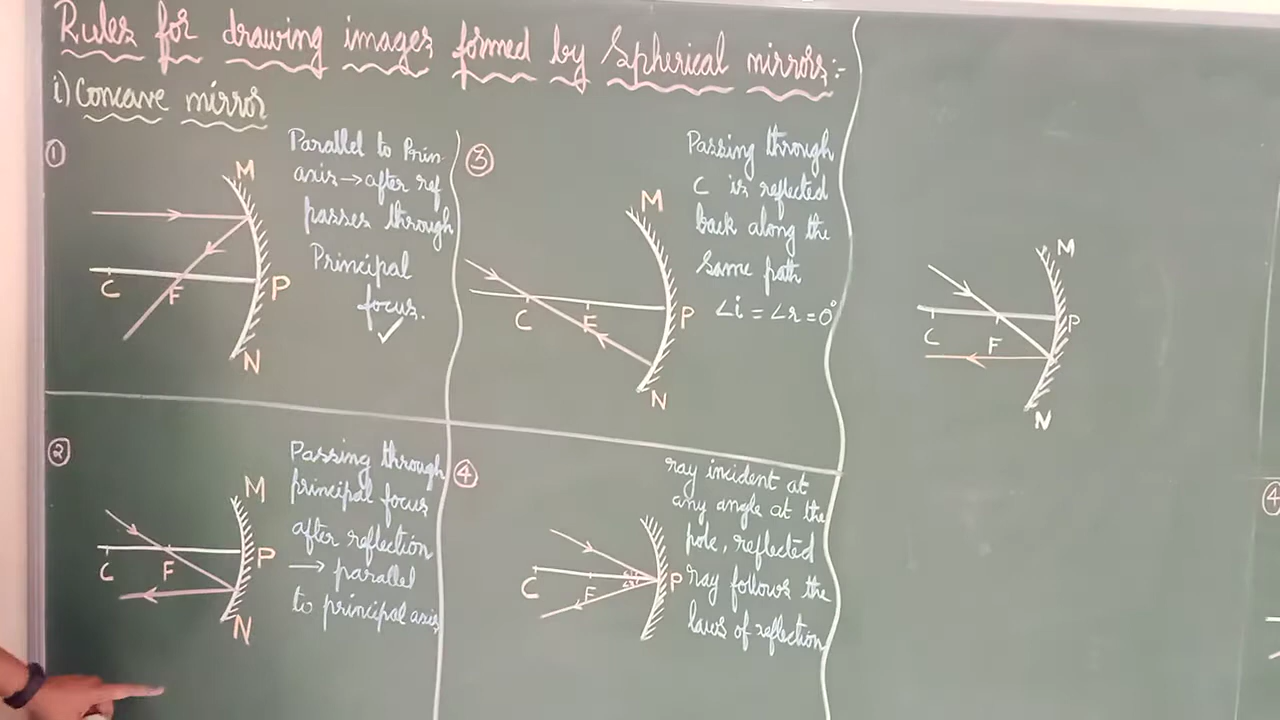 Rules for drawing images formed by Spherical mirrors:-
i) Concave mirror
①
Parallel to Prin.
axis→after ref
passes through
Principal
focus.
M
C
F
P
N
③
Passing through
C is reflected
back along the
Same path
∠i = ∠r = 0°
M
C
F
P
N
②
Passing through
principal focus
after reflection
→ parallel
to principal axis
M
C
F
P
N
④
ray incident at
any angle at the
pole, reflected
ray follows the
laws of reflection
C
F
P
M
C
F
P
N
④